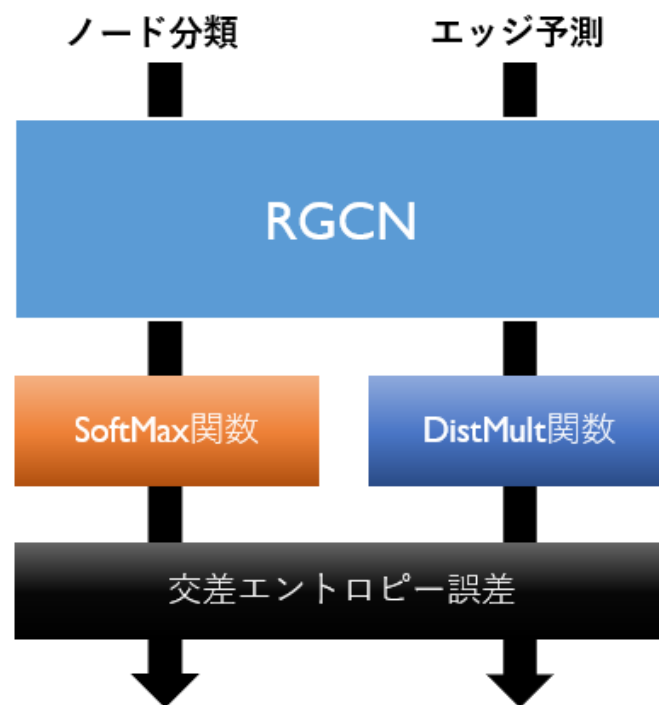 ノード分類
エッジ予測
RGCN
SoftMax関数
DistMult関数
交差エントロピー誤差